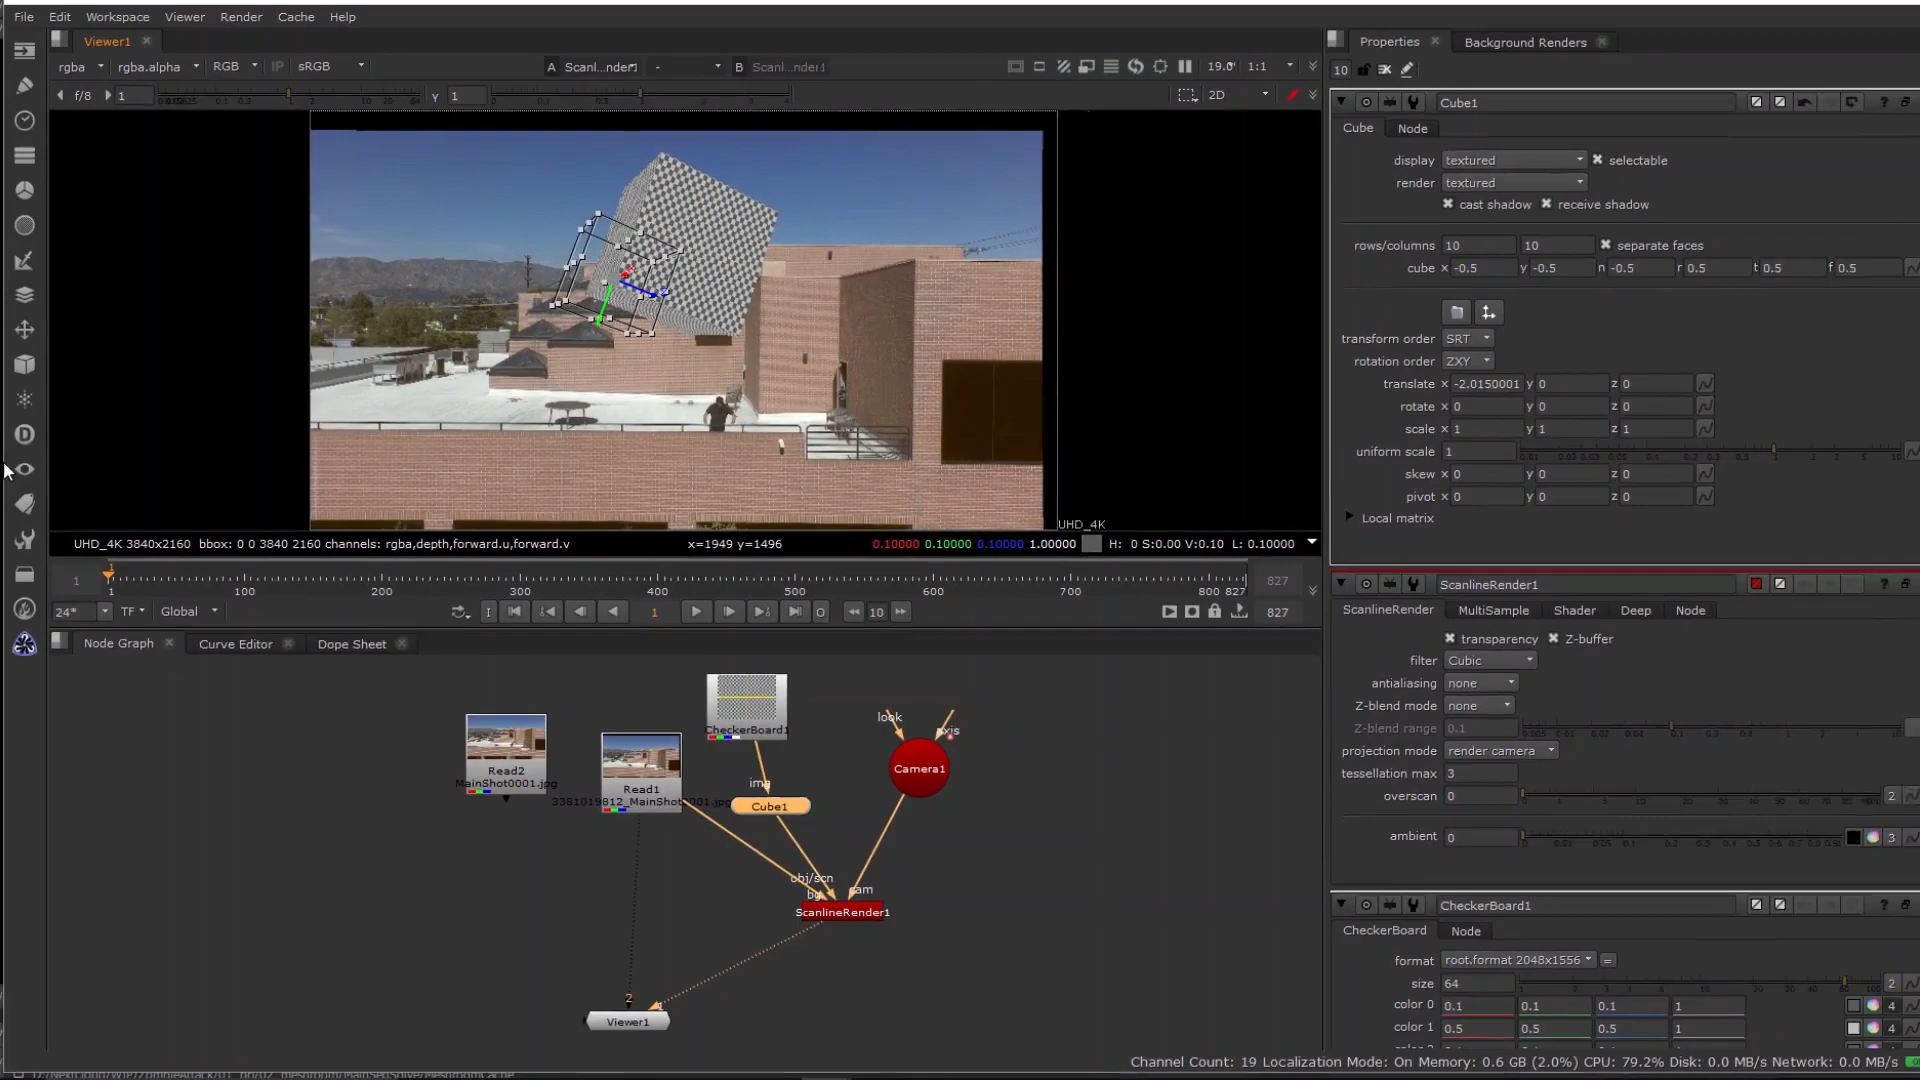 File Edit Workspace Viewer Render Cache Help
Viewer1
rgba rgba.alpha RGB IP sRGB A Scanl...nder1 - B Scanl...nder1 19.0 1:1
f/8 1 y 1 2D
UHD_4K
UHD_4K 3840x2160 bbox: 0 0 3840 2160 channels: rgba,depth,forward.u,forward.v x=1949 y=1496 0.10000 0.10000 0.10000 1.00000 H: 0 S:0.00 V:0.10 L: 0.10000
1 1 827
1 100 200 300 400 500 600 700 800 827
24* TF Global I 1 O 10 827
Node Graph Curve Editor Dope Sheet
Read2
MainShot0001.jpg
Read1
CheckerBoard1
img
Cube1
look
axis
Camera1
obj/scn
bg
cam
ScanlineRender1
2
Viewer1
Properties Background Renders
10
Cube1
Cube Node
display textured selectable
render textured
cast shadow receive shadow
rows/columns 10 10 separate faces
cube x -0.5 y -0.5 n -0.5 r 0.5 t 0.5 f 0.5
transform order SRT
rotation order ZXY
translate x -2.0150001 y 0 z 0
rotate x 0 y 0 z 0
scale x 1 y 1 z 1
uniform scale 1
skew x 0 y 0 z 0
pivot x 0 y 0 z 0
Local matrix
ScanlineRender1
ScanlineRender MultiSample Shader Deep Node
transparency Z-buffer
filter Cubic
antialiasing none
Z-blend mode none
Z-blend range 0.1
projection mode render camera
tessellation max 3
overscan 0 2
ambient 0 3
CheckerBoard1
CheckerBoard Node
format root.format 2048x1556 =
size 64 2
color 0 0.1 0.1 0.1 1 4
color 1 0.5 0.5 0.5 1 4
Channel Count: 19 Localization Mode: On Memory: 0.6 GB (2.0%) CPU: 79.2% Disk: 0.0 MB/s Network: 0.0 MB/s